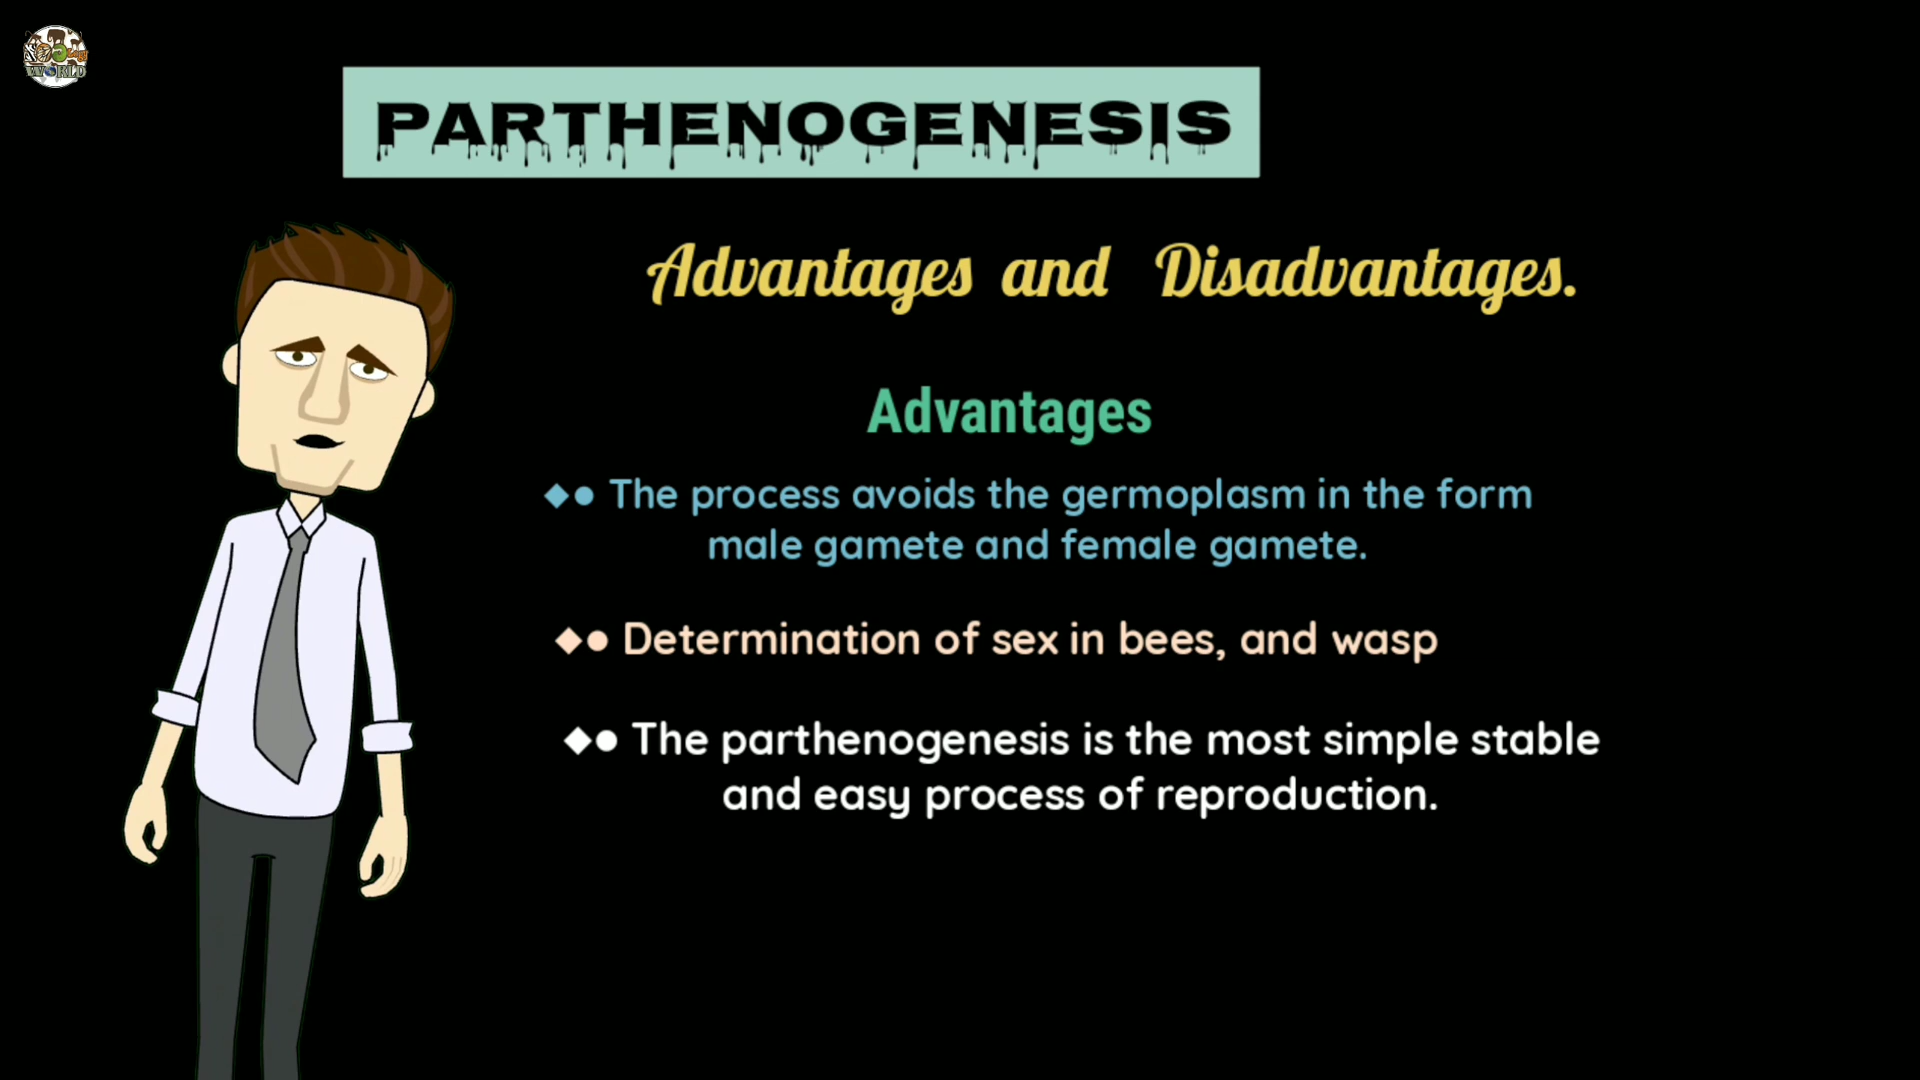 WORLD
PARTHENOGENESIS
Advantages and Disadvantages.
Advantages
◆● The process avoids the germoplasm in the form
male gamete and female gamete.
◆● Determination of sex in bees, and wasp
◆● The parthenogenesis is the most simple stable
and easy process of reproduction.